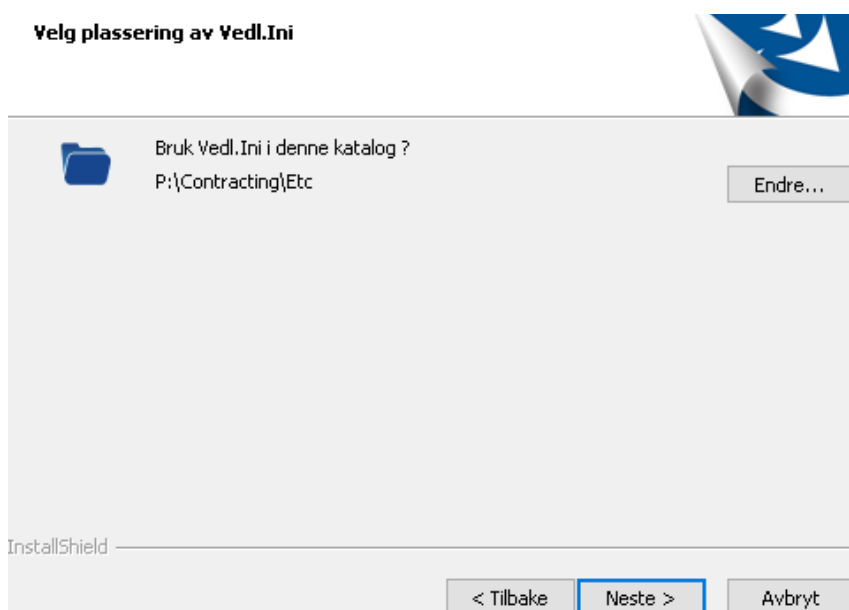 Velg plassering av Vedl.Ini
Bruk Vedl.Ini i denne katalog ?
P:\Contracting\Etc
Endre...
InstallShield
< Tilbake
Neste >
Avbryt